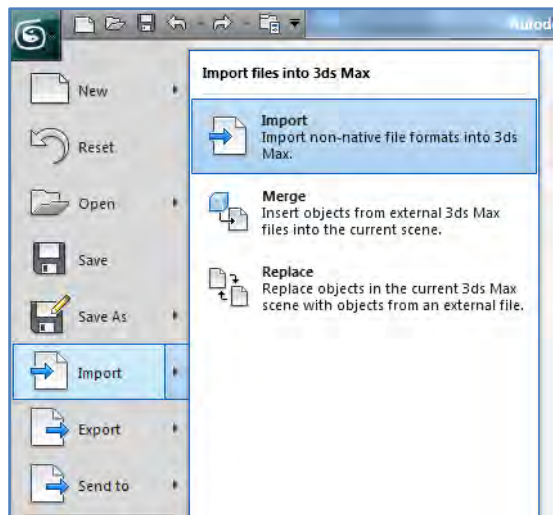 Autod
New
Reset
Open
Save
Save As
Import
Export
Send to
Import files into 3ds Max
Import
Import non-native file formats into 3ds
Max.
Merge
Insert objects from external 3ds Max
files into the current scene.
Replace
Replace objects in the current 3ds Max
scene with objects from an external file.